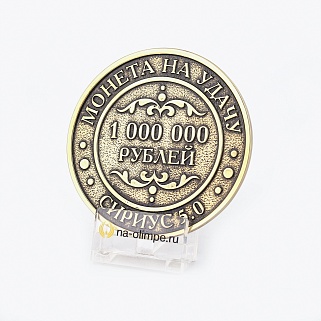 МОНЕТА НА УДАЧУ
1 000 000
РУБЛЕЙ
СИРИУС 5.0
na-olimpe.ru